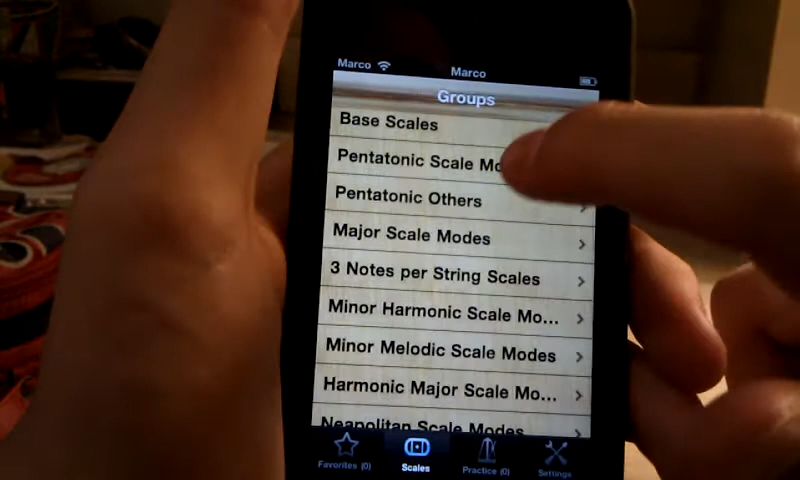 Marco Marco
Groups
Base Scales
Pentatonic Scale Mo
Pentatonic Others
Major Scale Modes
3 Notes per String Scales
Minor Harmonic Scale Mo...
Minor Melodic Scale Modes
Harmonic Major Scale Mo...
Neapolitan Scale Modes
Favorites (0) Scales Practice (0) Settings